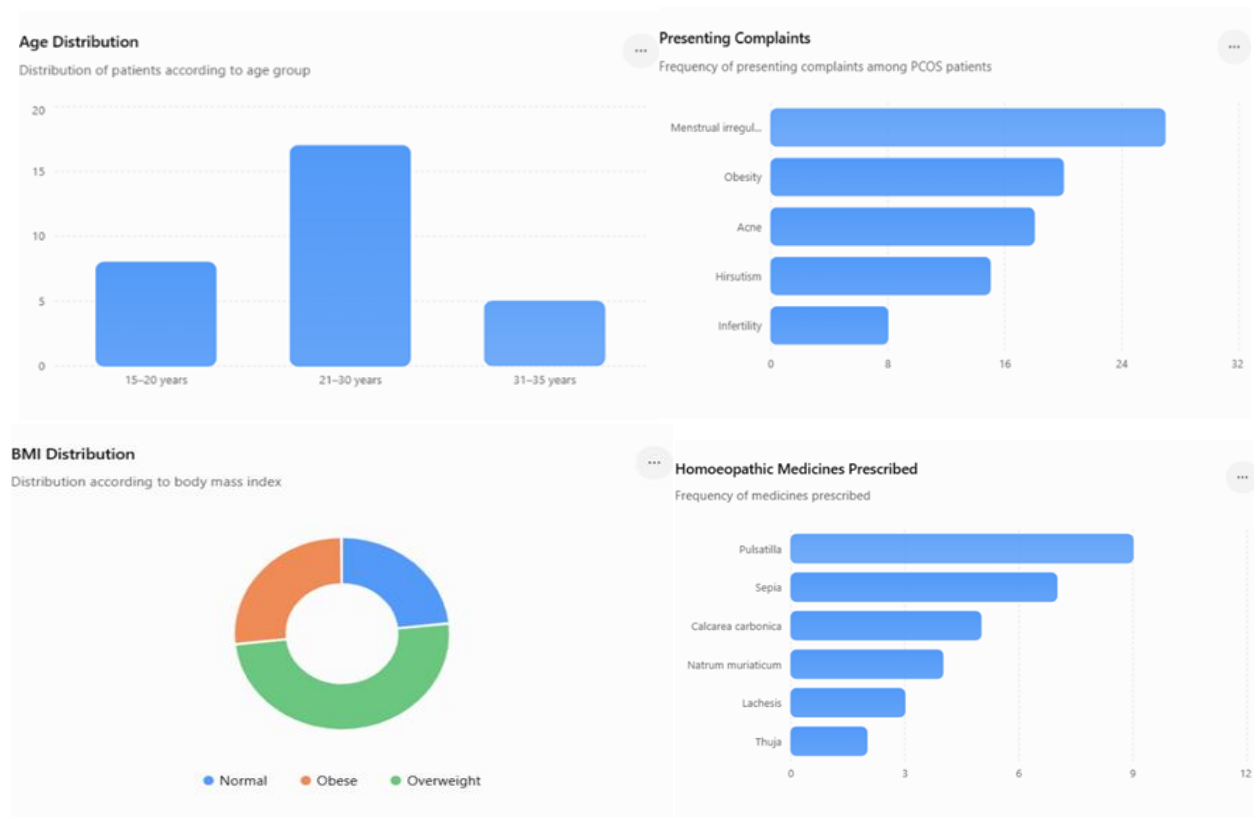 Age Distribution
Distribution of patients according to age group
20
15
10
5
0
15–20 years
21–30 years
31–35 years
Presenting Complaints
Frequency of presenting complaints among PCOS patients
Menstrual irregul...
Obesity
Acne
Hirsutism
Infertility
0
8
16
24
32
BMI Distribution
Distribution according to body mass index
Normal
Obese
Overweight
Homoeopathic Medicines Prescribed
Frequency of medicines prescribed
Pulsatilla
Sepia
Calcarea carbonica
Natrum muriaticum
Lachesis
Thuja
0
3
6
9
12